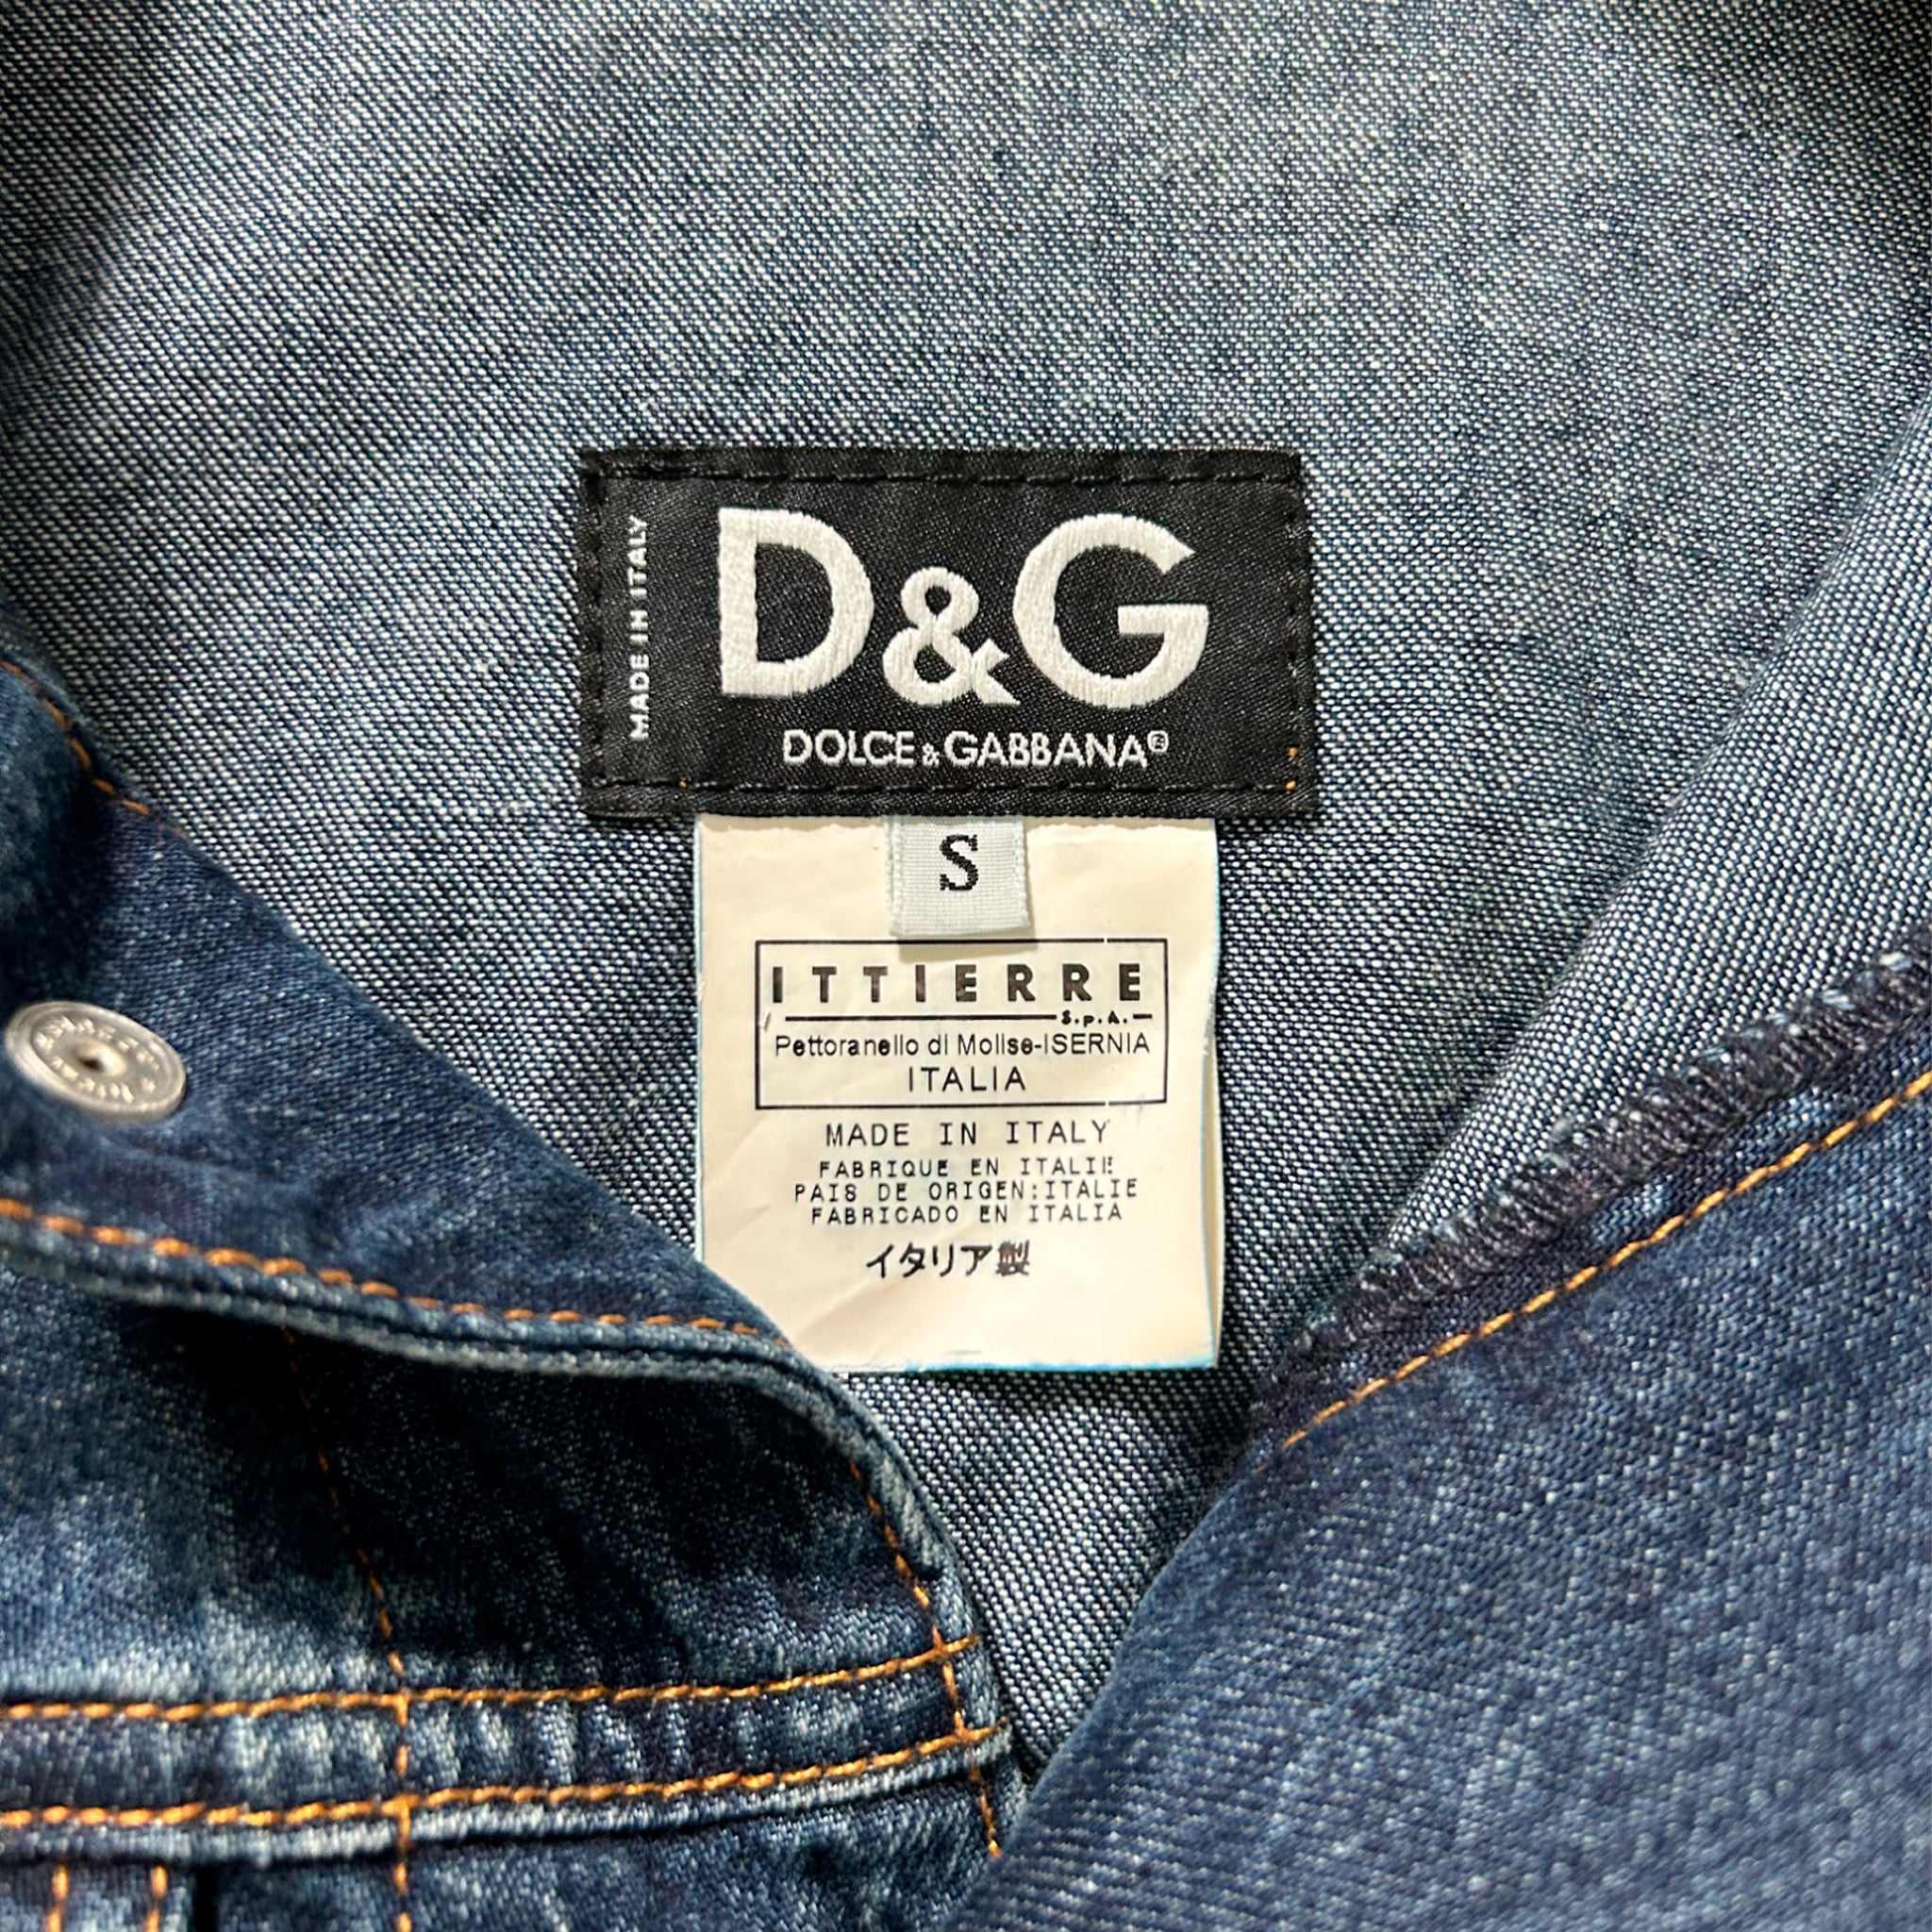 MADE IN ITALY
D&G
DOLCE & GABBANA®
S
ITTIERRE
S.p.A.
Pettoranello di Molise-ISERNIA
ITALIA
MADE IN ITALY
FABRIQUE EN ITALIE
PAIS DE ORIGEN:ITALIE
FABRICADO EN ITALIA
イタリア製